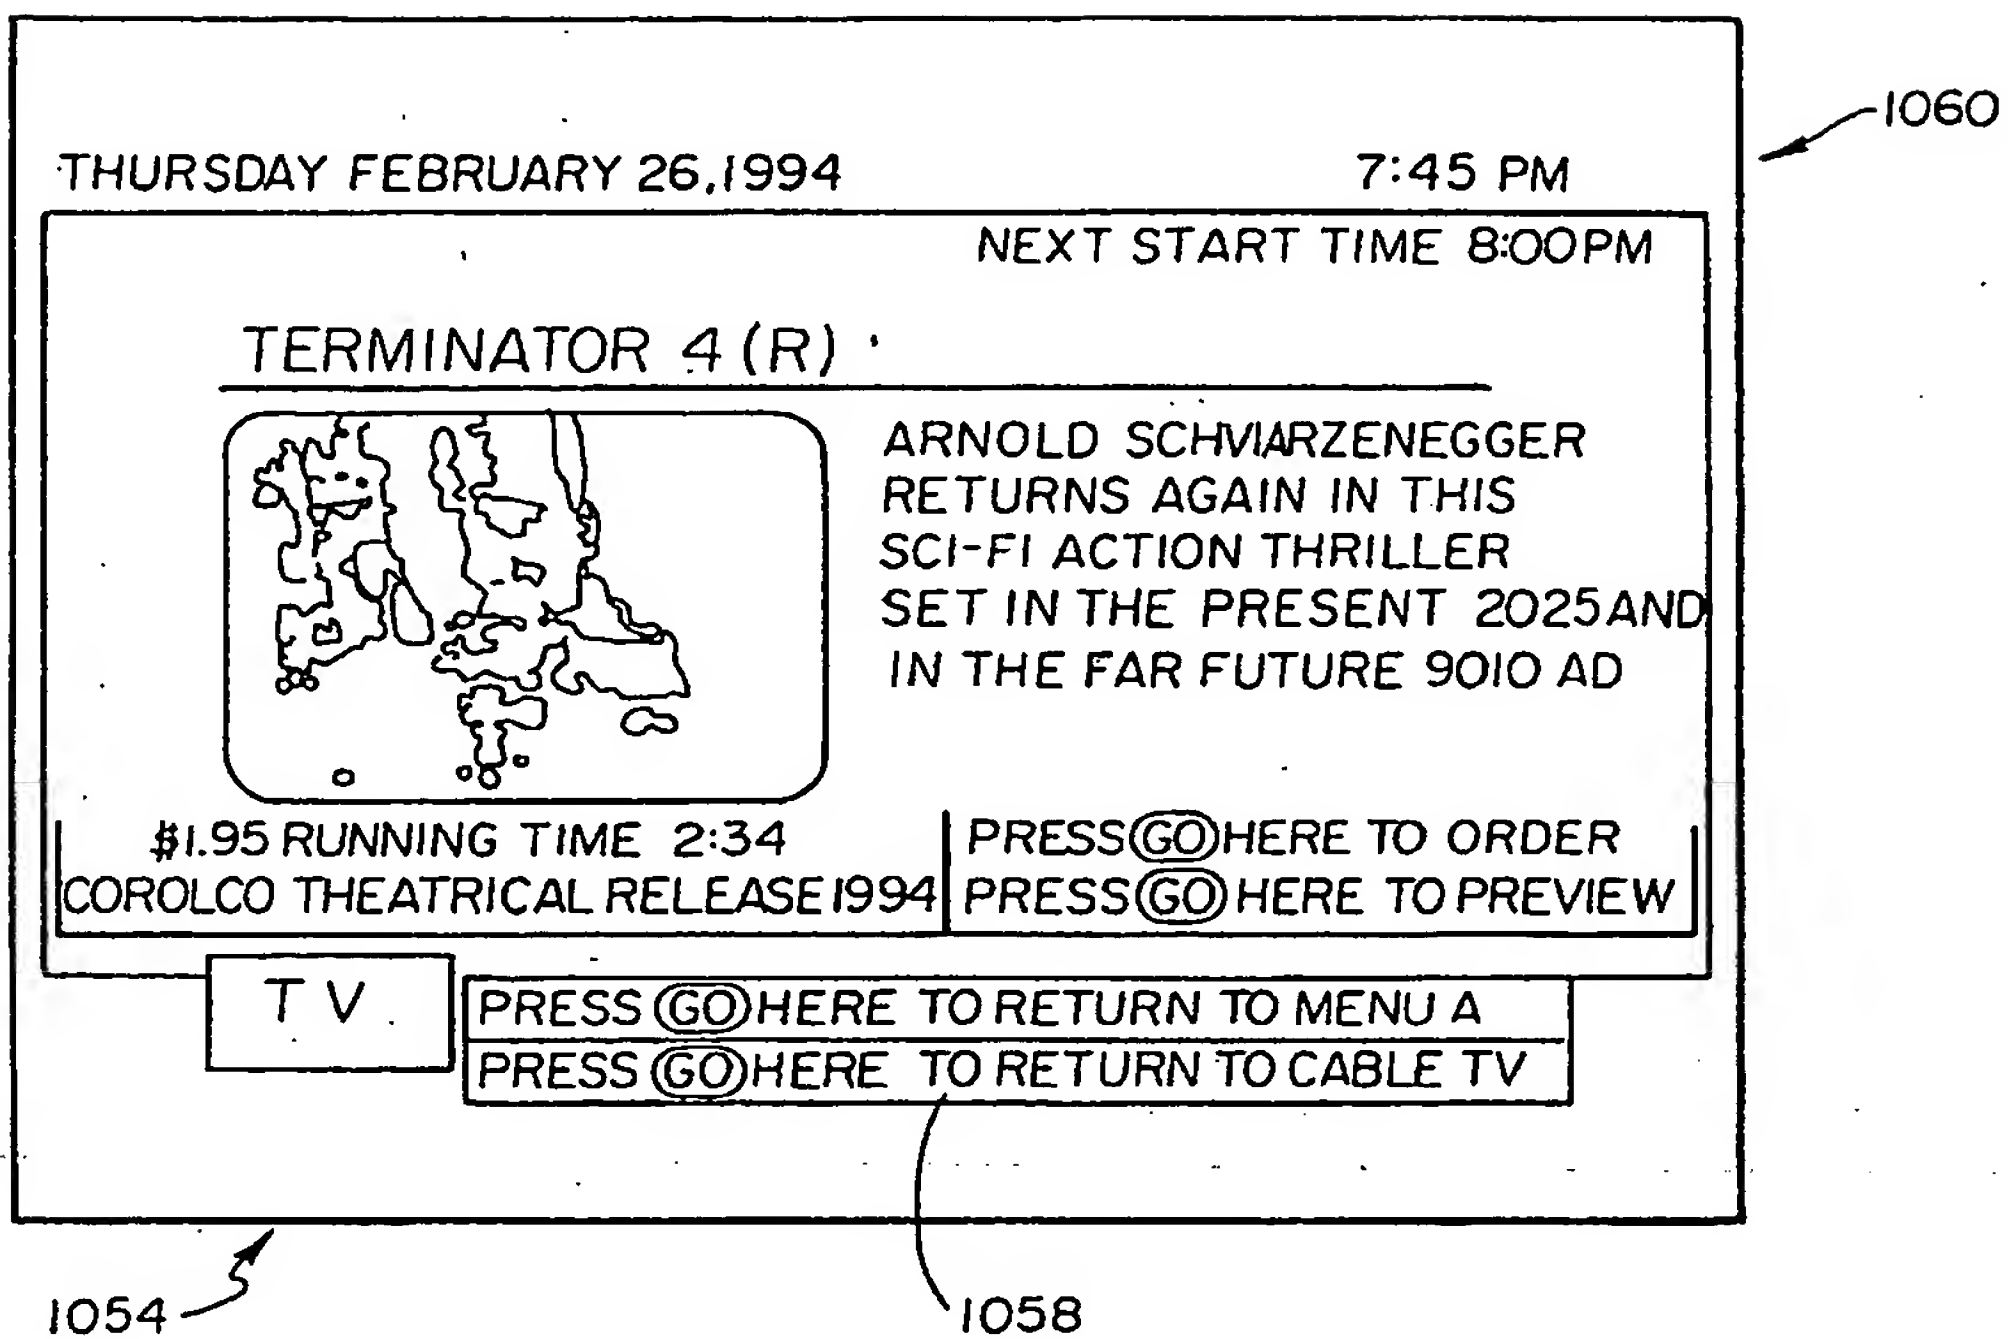 1060
THURSDAY FEBRUARY 26,1994 7:45 PM
NEXT START TIME 8:00PM
TERMINATOR 4 (R)
ARNOLD SCHVIARZENEGGER
RETURNS AGAIN IN THIS
SCI-FI ACTION THRILLER
SET IN THE PRESENT 2025 AND
IN THE FAR FUTURE 9010 AD
$1.95 RUNNING TIME 2:34
COROLCO THEATRICAL RELEASE 1994
PRESS GO HERE TO ORDER
PRESS GO HERE TO PREVIEW
TV
PRESS GO HERE TO RETURN TO MENU A
PRESS GO HERE TO RETURN TO CABLE TV
1054
1058